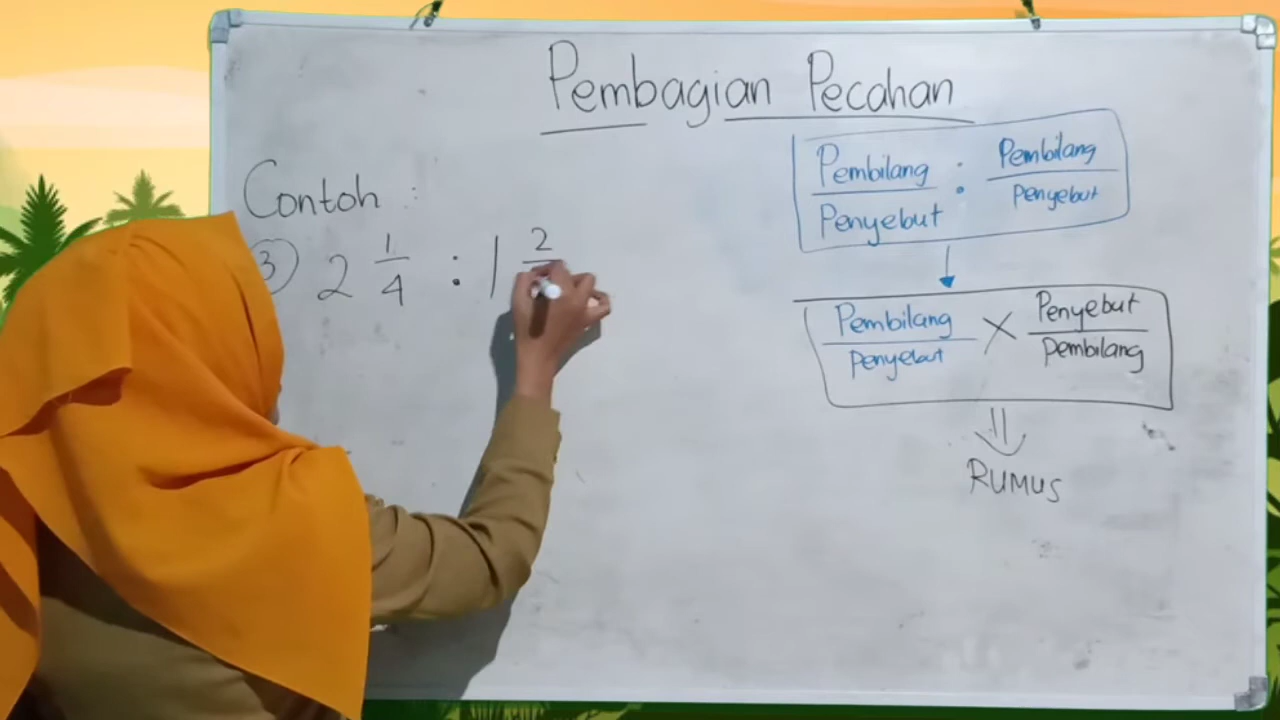 Pembagian Pecahan
Contoh :
3) 2 1/4 : 1 2/
Pembilang/Penyebut : Pembilang/Penyebut
Pembilang/Penyebut X Penyebut/Pembilang
RUMUS